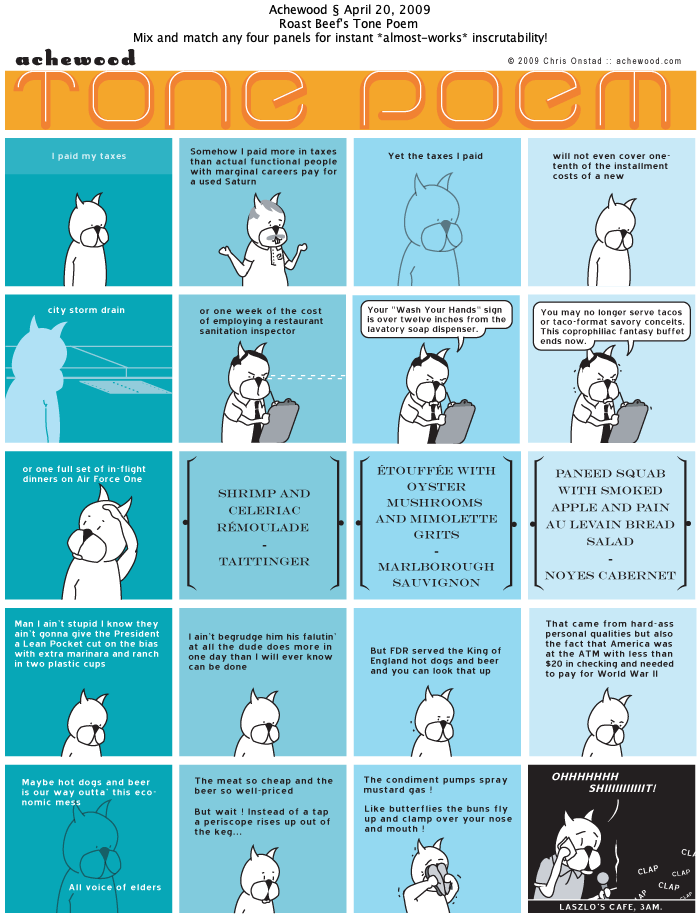 Achewood § April 20, 2009
Roast Beef's Tone Poem
Mix and match any four panels for instant *almost-works* inscrutability!
achewood
© 2009 Chris Onstad :: achewood.com
TONE POEM
I paid my taxes
Somehow I paid more in taxes
than actual functional people
with marginal careers pay for
a used Saturn
Yet the taxes I paid
will not even cover one-
tenth of the installment
costs of a new
city storm drain
or one week of the cost
of employing a restaurant
sanitation inspector
Your "Wash Your Hands" sign
is over twelve inches from the
lavatory soap dispenser.
You may no longer serve tacos
or taco-format savory conceits.
This coprophiliac fantasy buffet
ends now.
or one full set of in-flight
dinners on Air Force One
SHRIMP AND
CELERIAC
RÉMOULADE
-
TAITTINGER
ÉTOUFFÉE WITH
OYSTER
MUSHROOMS
AND MIMOLETTE
GRITS
-
MARLBOROUGH
SAUVIGNON
PANEED SQUAB
WITH SMOKED
APPLE AND PAIN
AU LEVAIN BREAD
SALAD
-
NOYES CABERNET
Man I ain't stupid I know they
ain't gonna give the President
a Lean Pocket cut on the bias
with extra marinara and ranch
in two plastic cups
I ain't begrudge him his falutin'
at all the dude does more in
one day than I will ever know
can be done
But FDR served the King of
England hot dogs and beer
and you can look that up
That came from hard-ass
personal qualities but also
the fact that America was
at the ATM with less than
$20 in checking and needed
to pay for World War II
Maybe hot dogs and beer
is our way outta' this eco-
nomic mess
All voice of elders
The meat so cheap and the
beer so well-priced
But wait ! Instead of a tap
a periscope rises up out of
the keg...
The condiment pumps spray
mustard gas !
Like butterflies the buns fly
up and clamp over your nose
and mouth !
OHHHHHHH
SHIIIIIIIIIIIT!
CLAP
CLAP
CLAP
CLA
AP
LASZLO'S CAFE, 3AM.